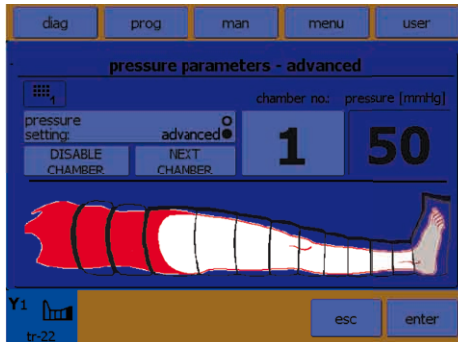 diag prog man menu user
pressure parameters - advanced
1
chamber no.: pressure [mmHg]
pressure
setting: advanced
1 50
DISABLE
CHAMBER
NEXT
CHAMBER
Y1
tr-22
esc enter